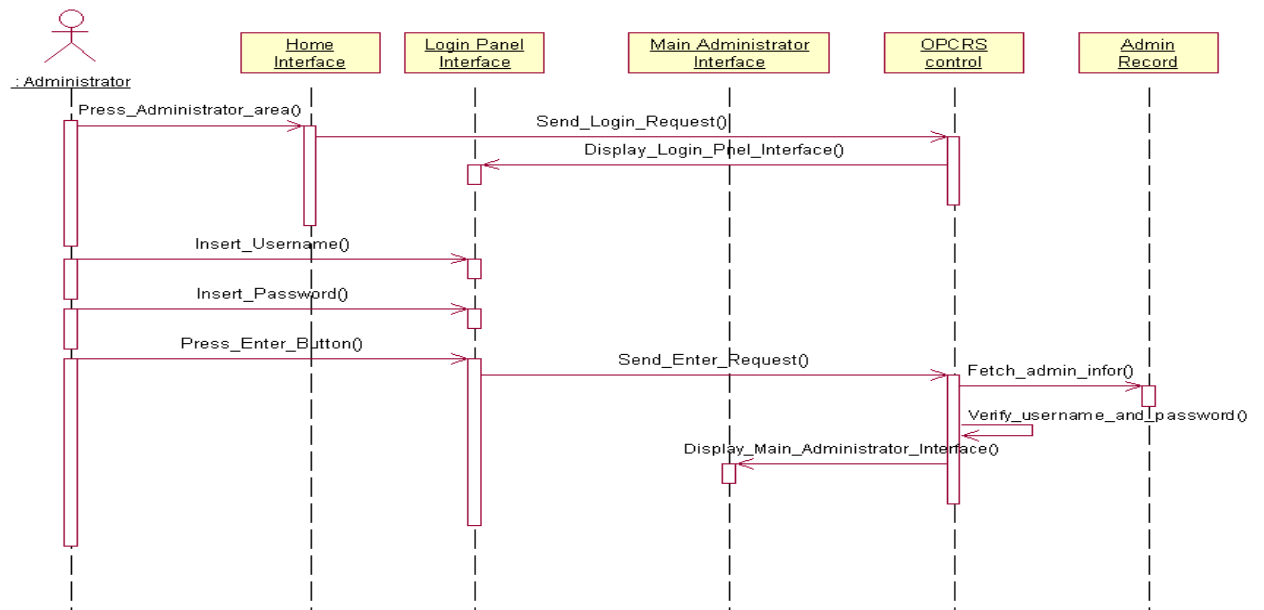 Home
Interface
Login Panel
Interface
Main Administrator
Interface
OPCRS
control
Admin
Record
: Administrator
Press_Administrator_area()
Send_Login_Request()
Display_Login_Pnel_Interface()
Insert_Username()
Insert_Password()
Press_Enter_Button()
Send_Enter_Request()
Fetch_admin_infor()
Verify_username_and_password()
Display_Main_Administrator_Interface()